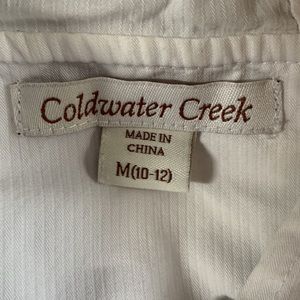 Coldwater Creek
MADE IN
CHINA
M(10-12)